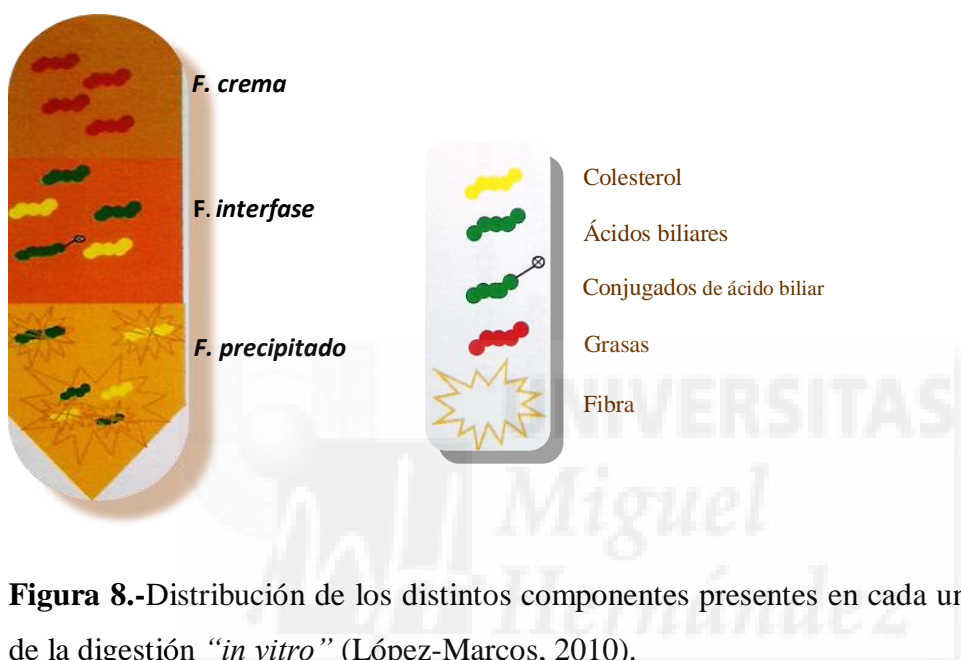 F. crema
F. interfase
F. precipitado
Colesterol
Ácidos biliares
Conjugados de ácido biliar
Grasas
Fibra
UNIVERSITAS
Miguel
Hernández
Figura 8.-Distribución de los distintos componentes presentes en cada un
de la digestión “in vitro” (López-Marcos, 2010).